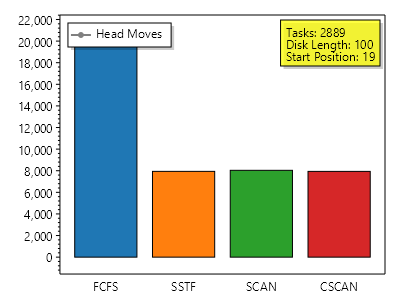 22,000
20,000
18,000
16,000
14,000
12,000
10,000
8,000
6,000
4,000
2,000
0
Head Moves
Tasks: 2889
Disk Length: 100
Start Position: 19
FCFS SSTF SCAN CSCAN